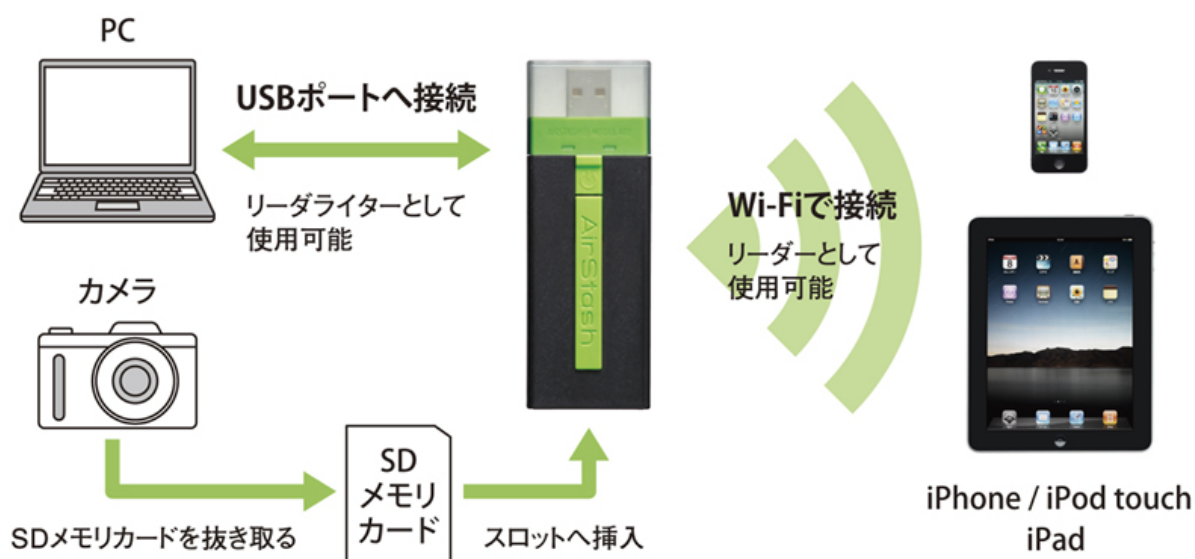 PC
USBポートへ接続
リーダライターとして
使用可能
カメラ
SDメモリカードを抜き取る
SD
メモリ
カード
スロットへ挿入
AirStash
Wi-Fiで接続
リーダーとして
使用可能
iPhone / iPod touch
iPad